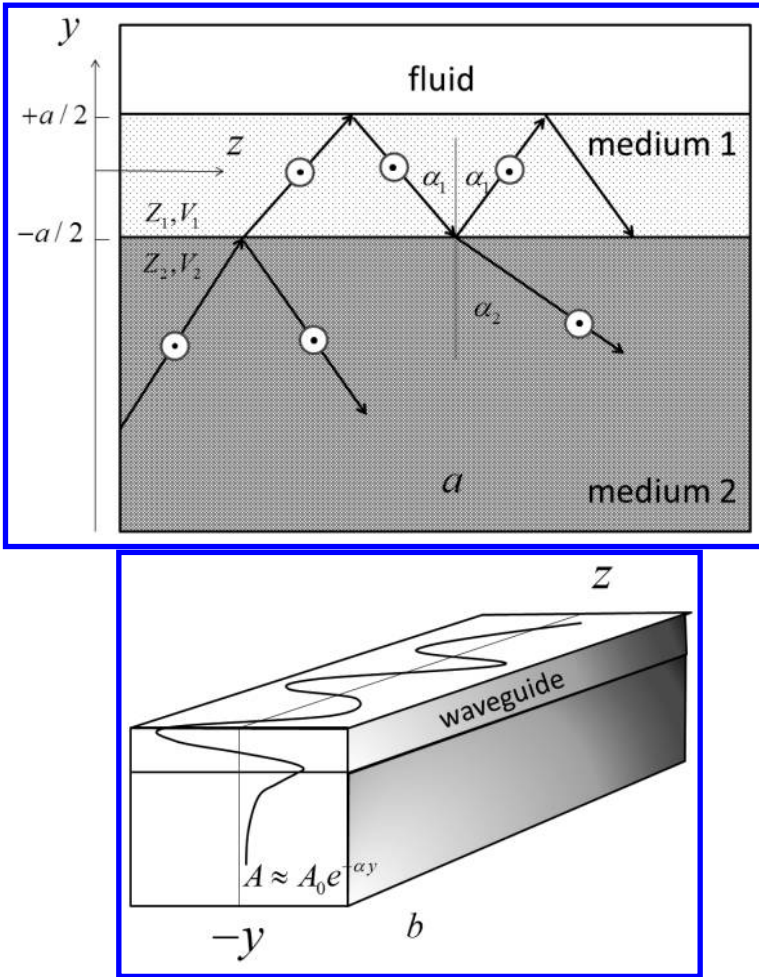 y
fluid
+a / 2
medium 1
z
α₁ α₁
Z₁,V₁
−a / 2
Z₂,V₂
α₂
a
medium 2
z
waveguide
A ≈ A₀e^{−αy}
−y
b